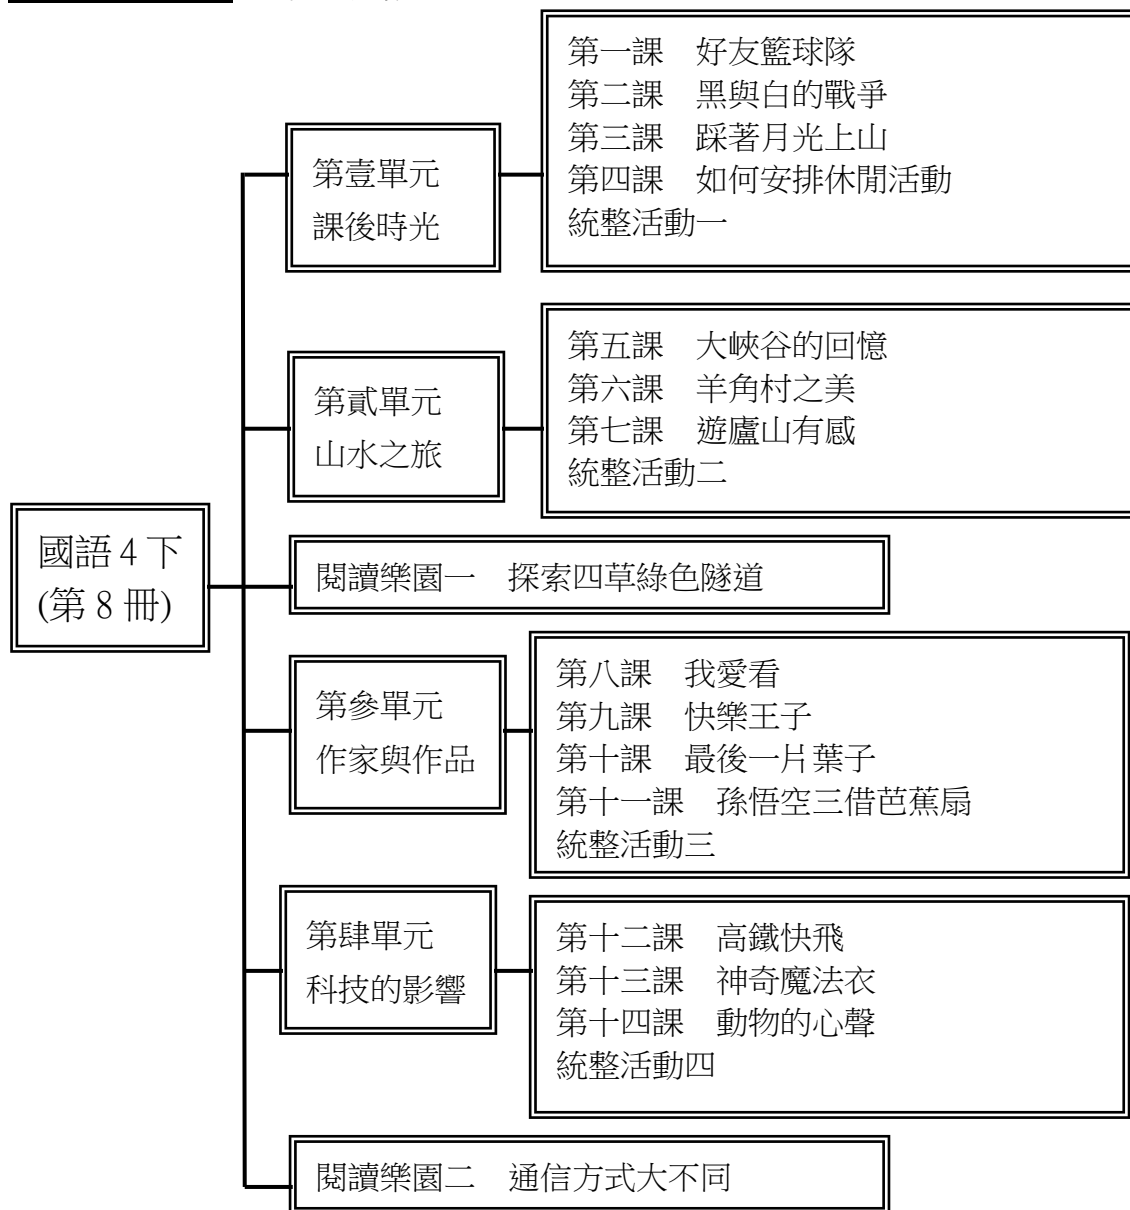 第壹單元
課後時光
第一課　好友籃球隊
第二課　黑與白的戰爭
第三課　踩著月光上山
第四課　如何安排休閒活動
統整活動一
第貳單元
山水之旅
第五課　大峽谷的回憶
第六課　羊角村之美
第七課　遊廬山有感
統整活動二
國語 4 下
(第 8 冊)
閱讀樂園一　探索四草綠色隧道
第參單元
作家與作品
第八課　我愛看
第九課　快樂王子
第十課　最後一片葉子
第十一課　孫悟空三借芭蕉扇
統整活動三
第肆單元
科技的影響
第十二課　高鐵快飛
第十三課　神奇魔法衣
第十四課　動物的心聲
統整活動四
閱讀樂園二　通信方式大不同